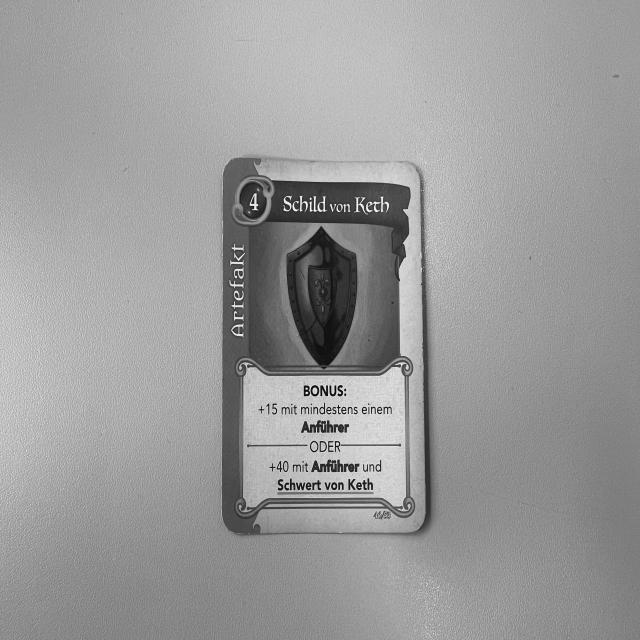 4
Schild von Keth
Artefakt
BONUS:
+15 mit mindestens einem
Anführer
ODER
+40 mit Anführer und
Schwert von Keth